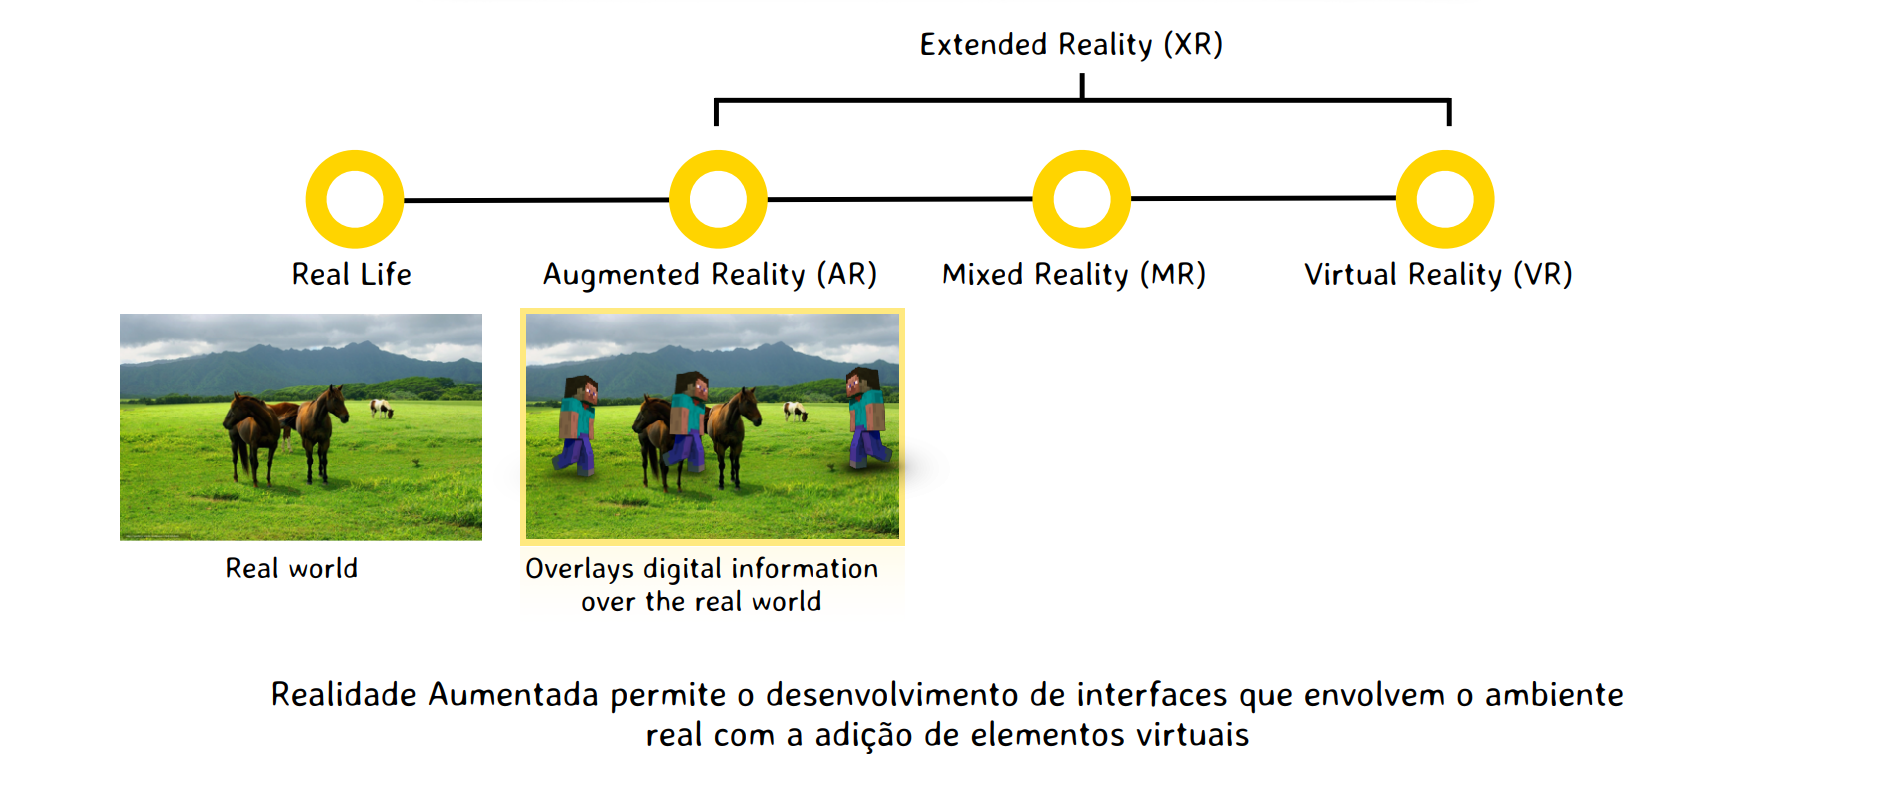 Extended Reality (XR)
Real Life
Augmented Reality (AR)
Mixed Reality (MR)
Virtual Reality (VR)
Real world
Overlays digital information
over the real world
Realidade Aumentada permite o desenvolvimento de interfaces que envolvem o ambiente
real com a adição de elementos virtuais